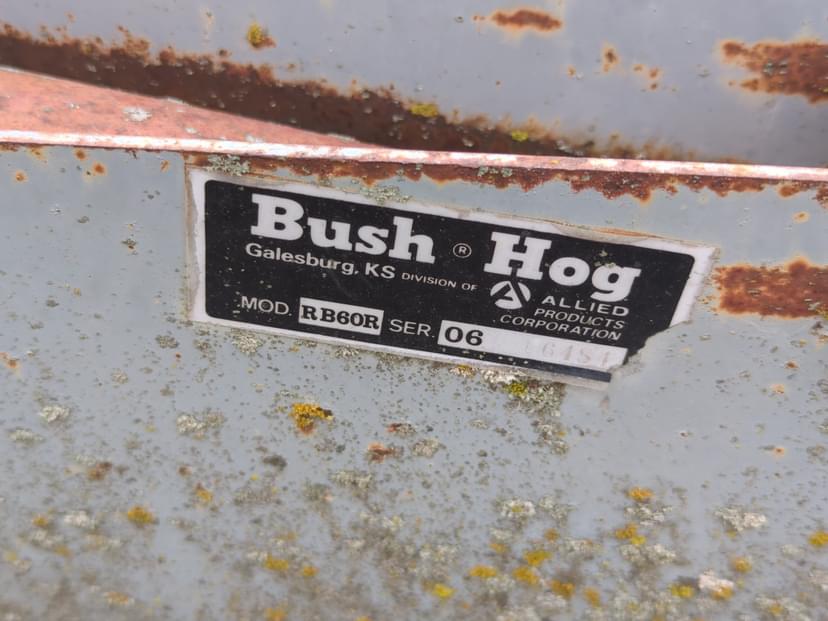 Bush ® Hog
Galesburg, KS DIVISION OF ALLIED
PRODUCTS
CORPORATION
MOD. RB60R SER. 06